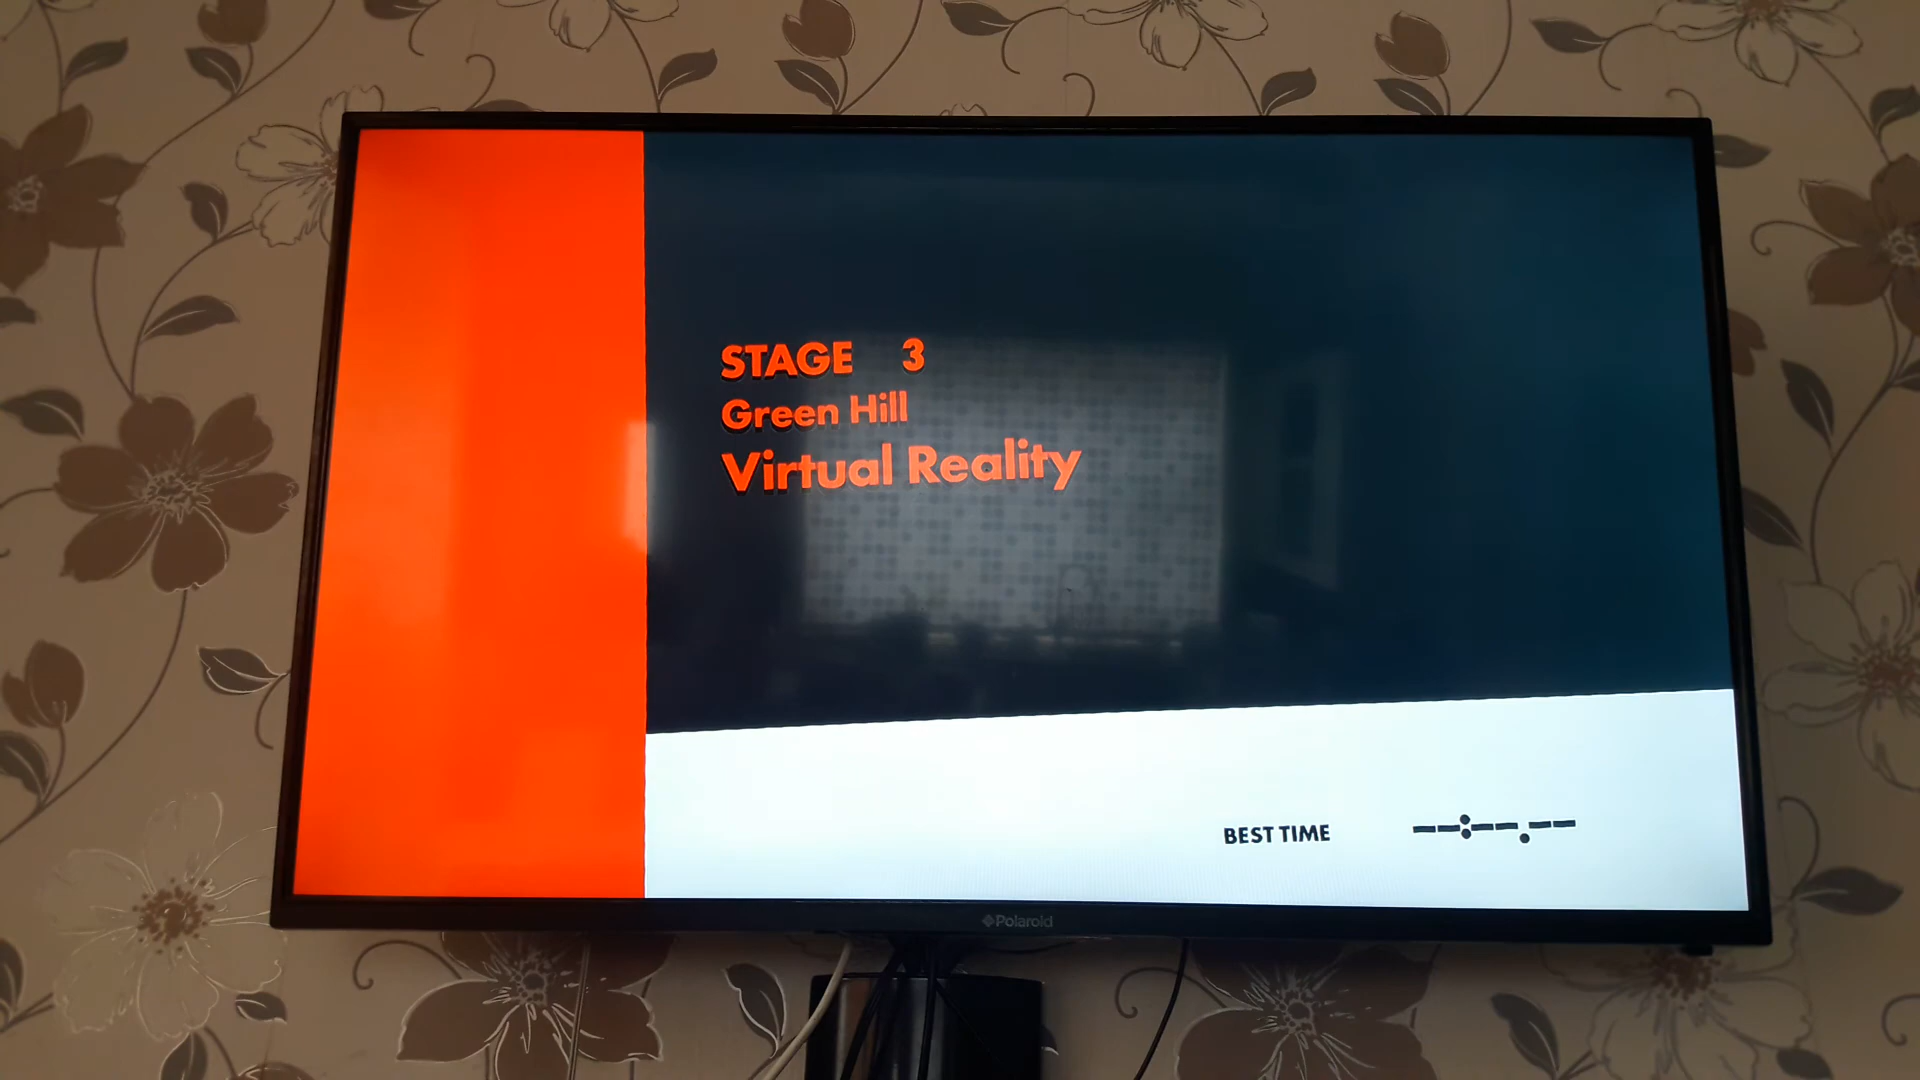 STAGE 3
Green Hill
Virtual Reality
BEST TIME --:--.--
Polaroid